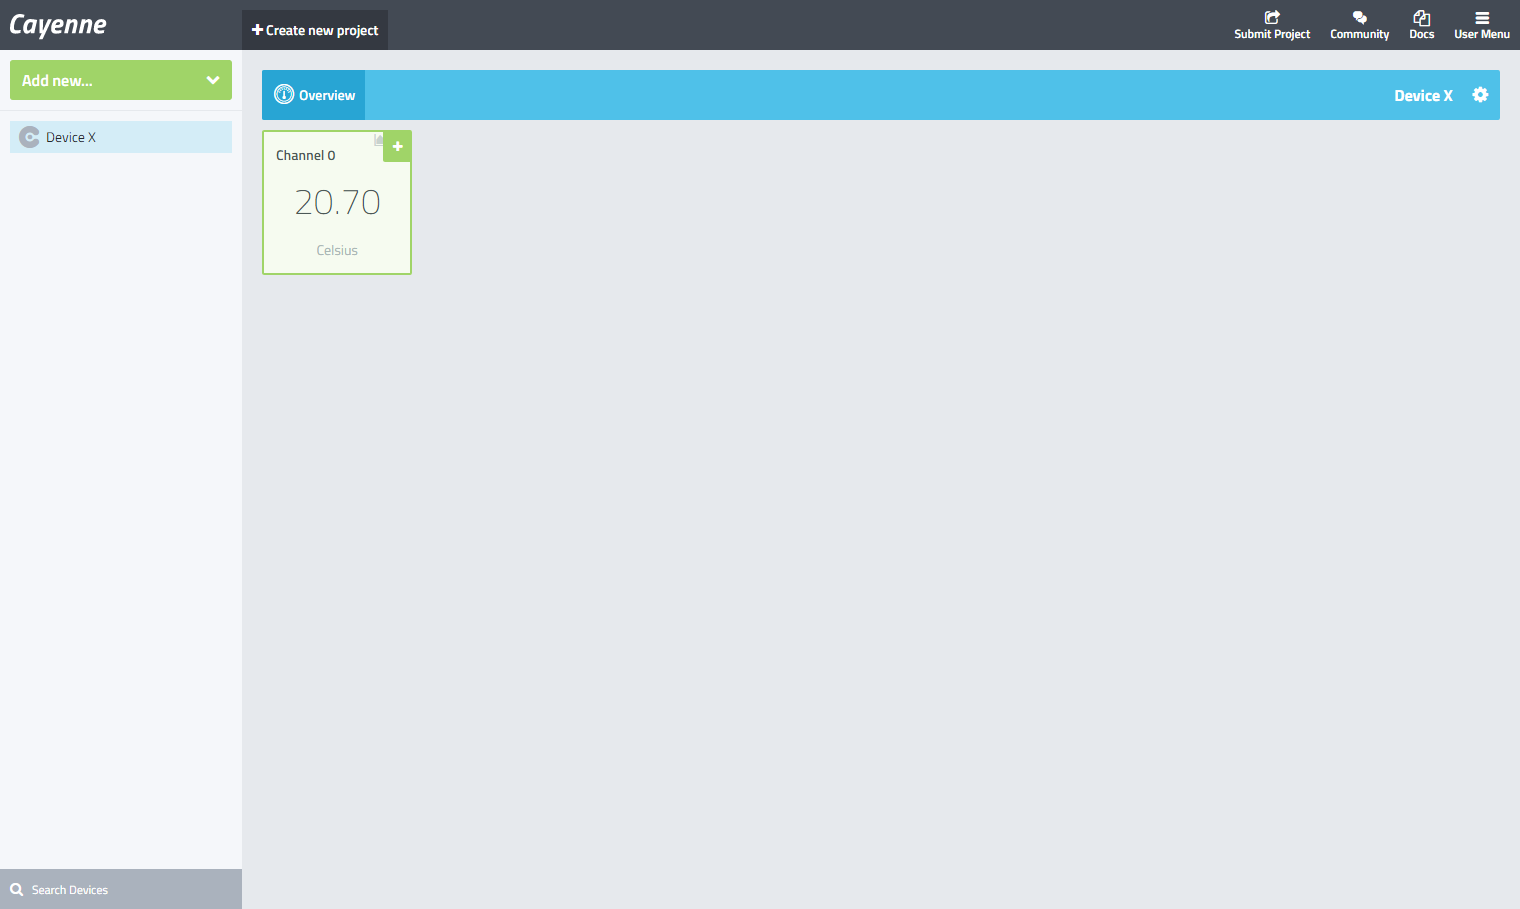 Cayenne
Create new project
Submit Project
Community
Docs
User Menu
Add new...
Device X
Overview
Device X
Channel 0
20.70
Celsius
Search Devices